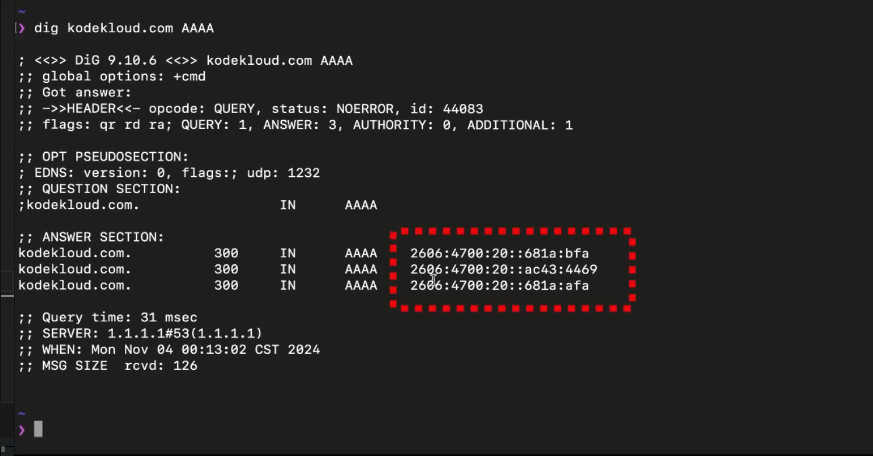 ~
❯ dig kodekloud.com AAAA
; <<>> DiG 9.10.6 <<>> kodekloud.com AAAA
;; global options: +cmd
;; Got answer:
;; ->>HEADER<<- opcode: QUERY, status: NOERROR, id: 44083
;; flags: qr rd ra; QUERY: 1, ANSWER: 3, AUTHORITY: 0, ADDITIONAL: 1
;; OPT PSEUDOSECTION:
; EDNS: version: 0, flags:; udp: 1232
;; QUESTION SECTION:
;kodekloud.com. IN AAAA
;; ANSWER SECTION:
kodekloud.com. 300 IN AAAA 2606:4700:20::681a:bfa
kodekloud.com. 300 IN AAAA 2606:4700:20::ac43:4469
kodekloud.com. 300 IN AAAA 2606:4700:20::681a:afa
;; Query time: 31 msec
;; SERVER: 1.1.1.1#53(1.1.1.1)
;; WHEN: Mon Nov 04 00:13:02 CST 2024
;; MSG SIZE rcvd: 126
~
❯